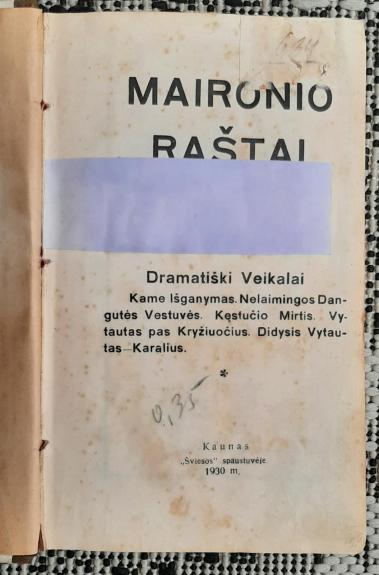 MAIRONIO
RAŠTAI
Dramatiški Veikalai
Kame Išganymas. Nelaimingos Dan-
gutės Vestuvės. Kęstučio Mirtis. Vy-
tautas pas Kryžiuočius. Didysis Vytau-
tas—Karalius.
*
0,35
Kaunas
„Šviesos" spaustuvėje
1930 m.